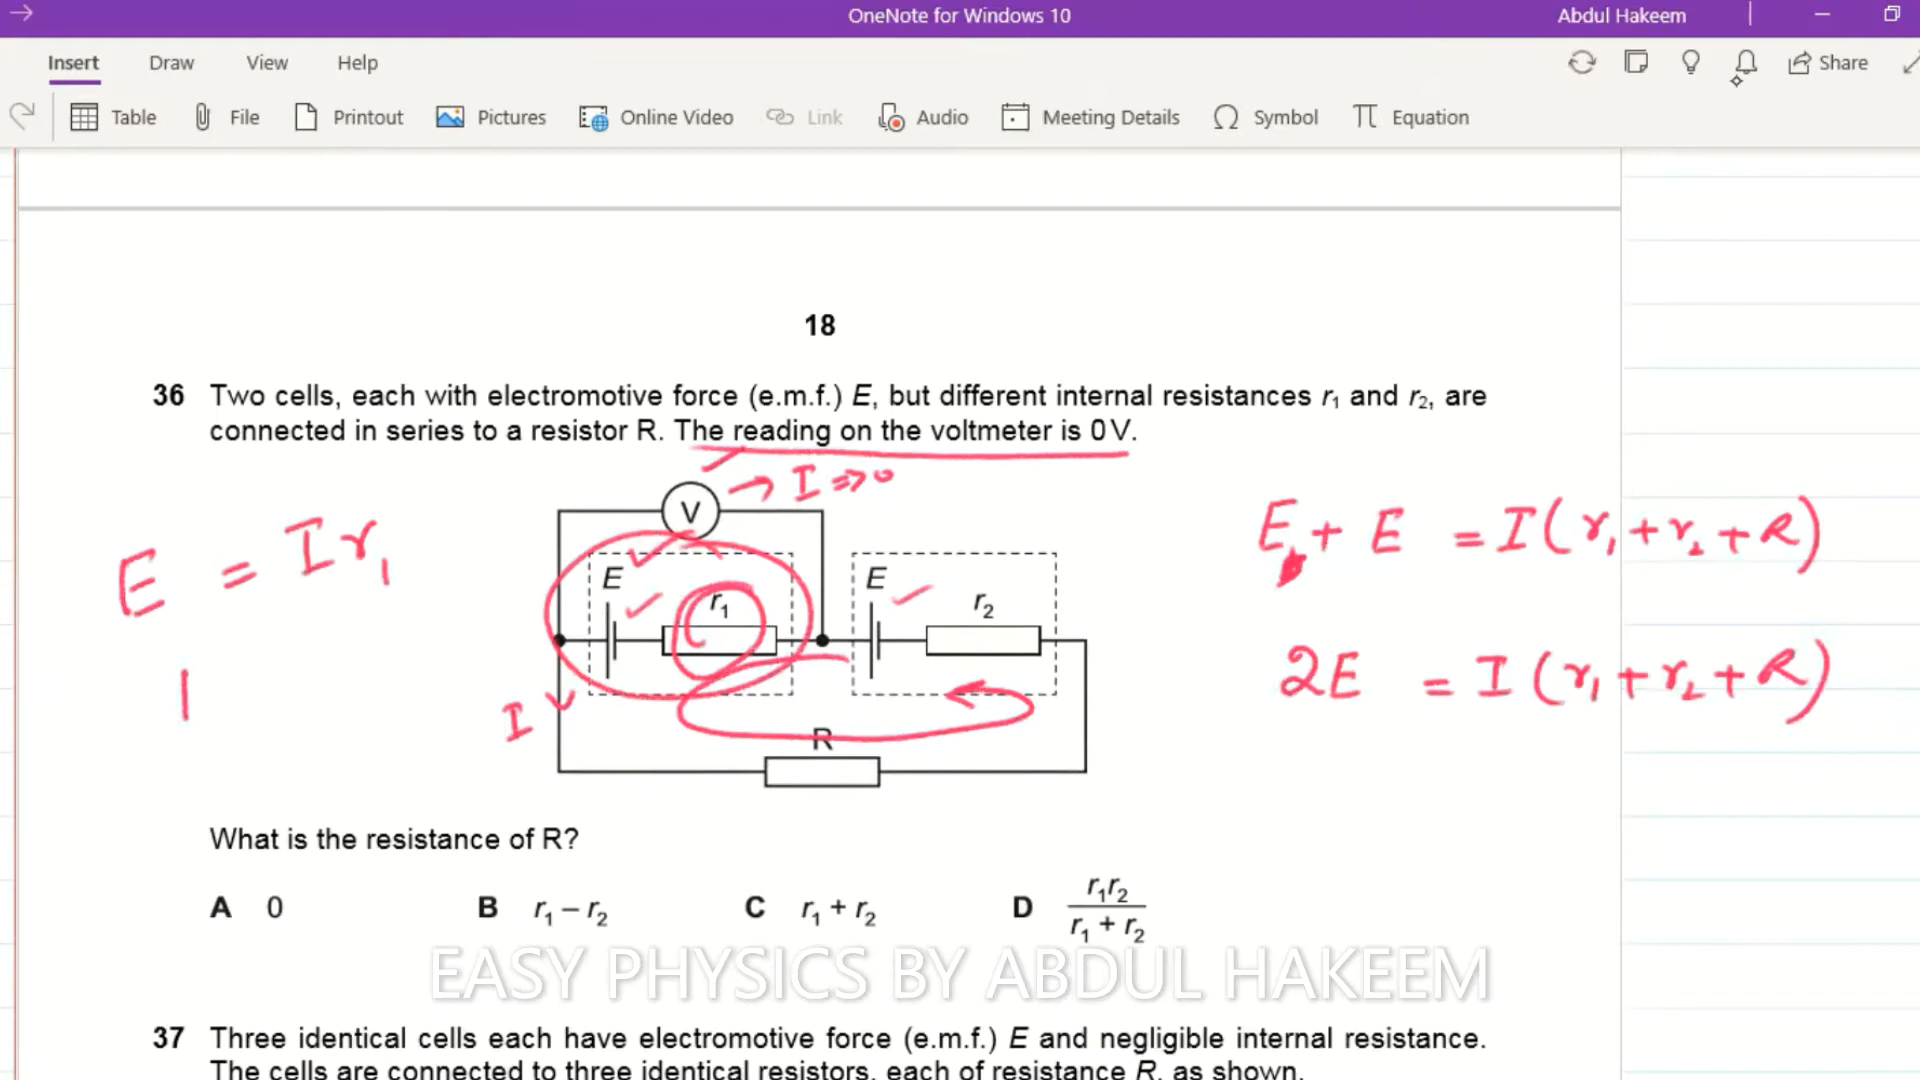 OneNote for Windows 10
Abdul Hakeem
Insert Draw View Help
Share
Table File Printout Pictures Online Video Link Audio Meeting Details Symbol Equation
18
36 Two cells, each with electromotive force (e.m.f.) E, but different internal resistances r₁ and r₂, are
connected in series to a resistor R. The reading on the voltmeter is 0 V.
→ I ⇒ 0
V
E = Ir₁
E + E = I(r₁+r₂+R)
E
r₁
E
r₂
2E = I(r₁+r₂+R)
I
R
What is the resistance of R?
A 0 B r₁ – r₂ C r₁ + r₂ D r₁r₂ / r₁ + r₂
EASY PHYSICS BY ABDUL HAKEEM
37 Three identical cells each have electromotive force (e.m.f.) E and negligible internal resistance.
The cells are connected to three identical resistors, each of resistance R, as shown.